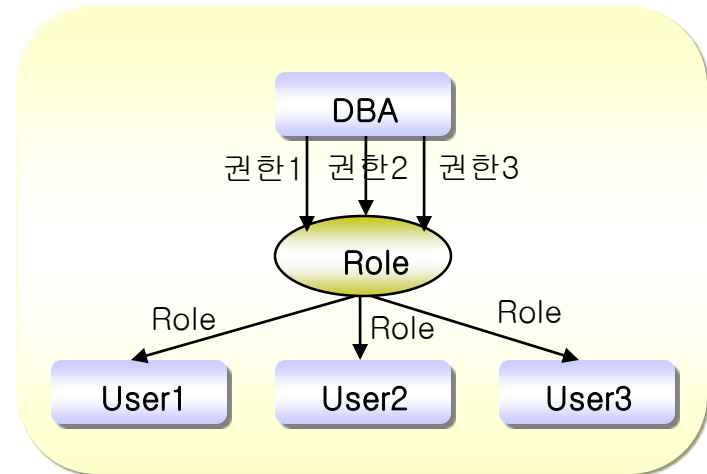 DBA
권한1 권한2 권한3
Role
Role Role Role
User1 User2 User3